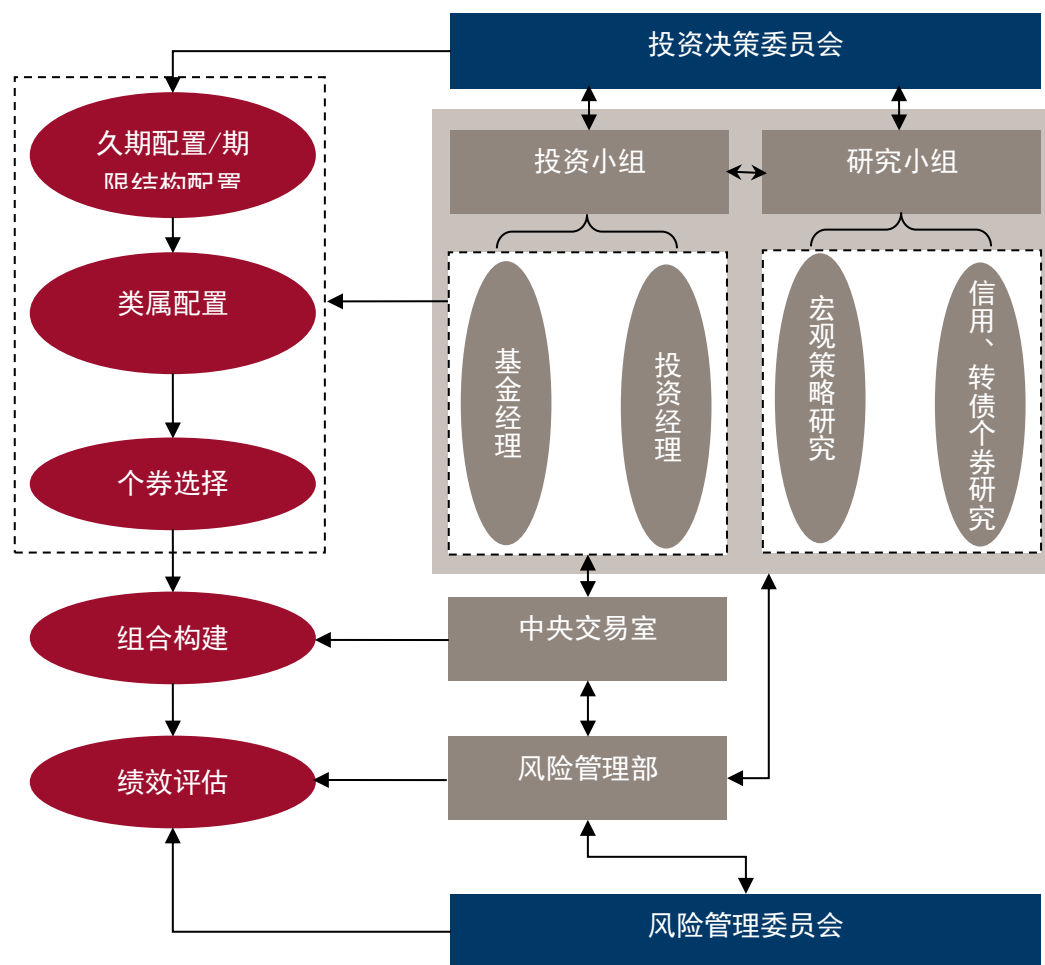 投资决策委员会
久期配置/期
限结构配置
投资小组
研究小组
类属配置
基金经理
投资经理
宏观策略研究
信用、转债个券研究
个券选择
组合构建
中央交易室
绩效评估
风险管理部
风险管理委员会